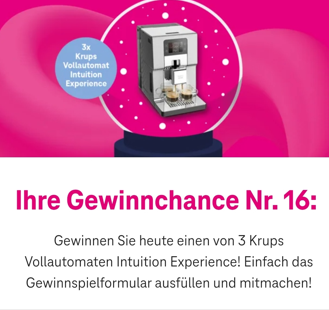 3x
Krups
Vollautomat
Intuition
Experience
Ihre Gewinnchance Nr. 16:
Gewinnen Sie heute einen von 3 Krups
Vollautomaten Intuition Experience! Einfach das
Gewinnspielformular ausfüllen und mitmachen!